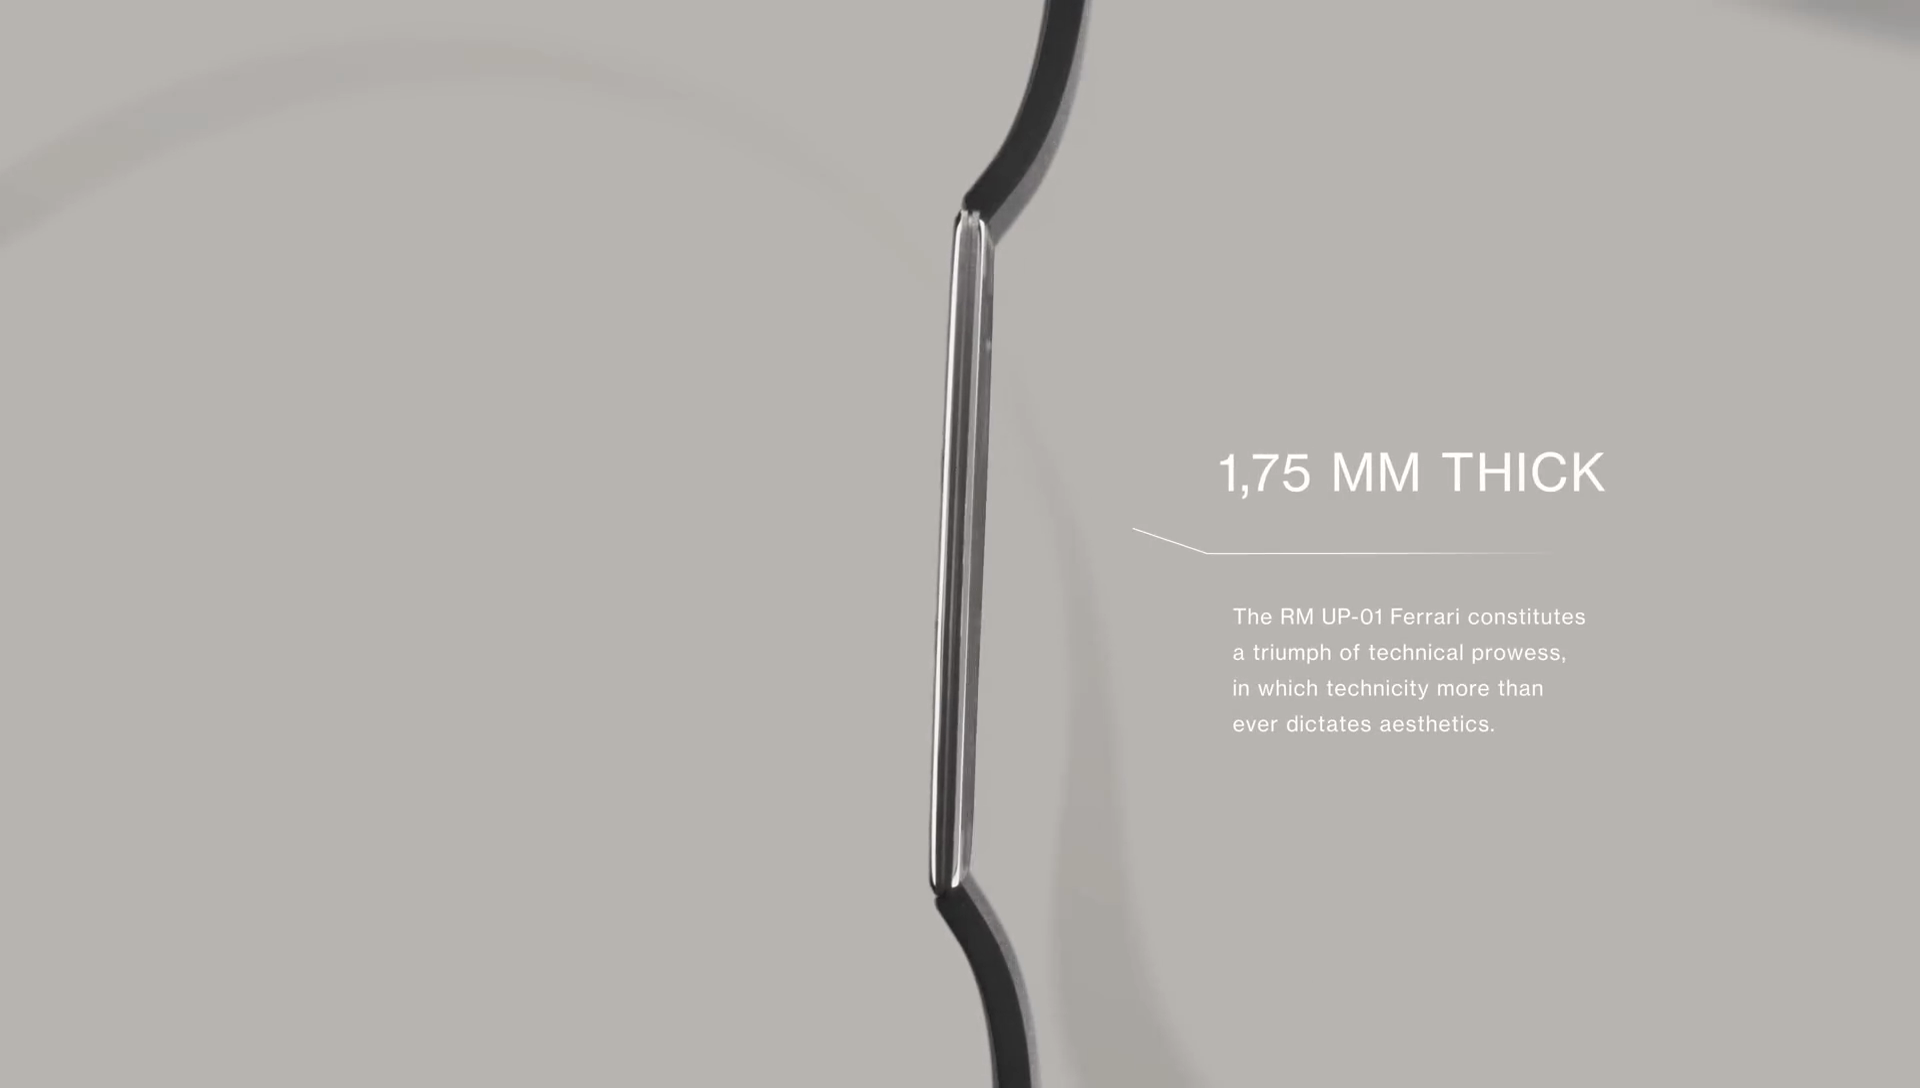 1,75 MM THICK
The RM UP-01 Ferrari constitutes
a triumph of technical prowess,
in which technicity more than
ever dictates aesthetics.